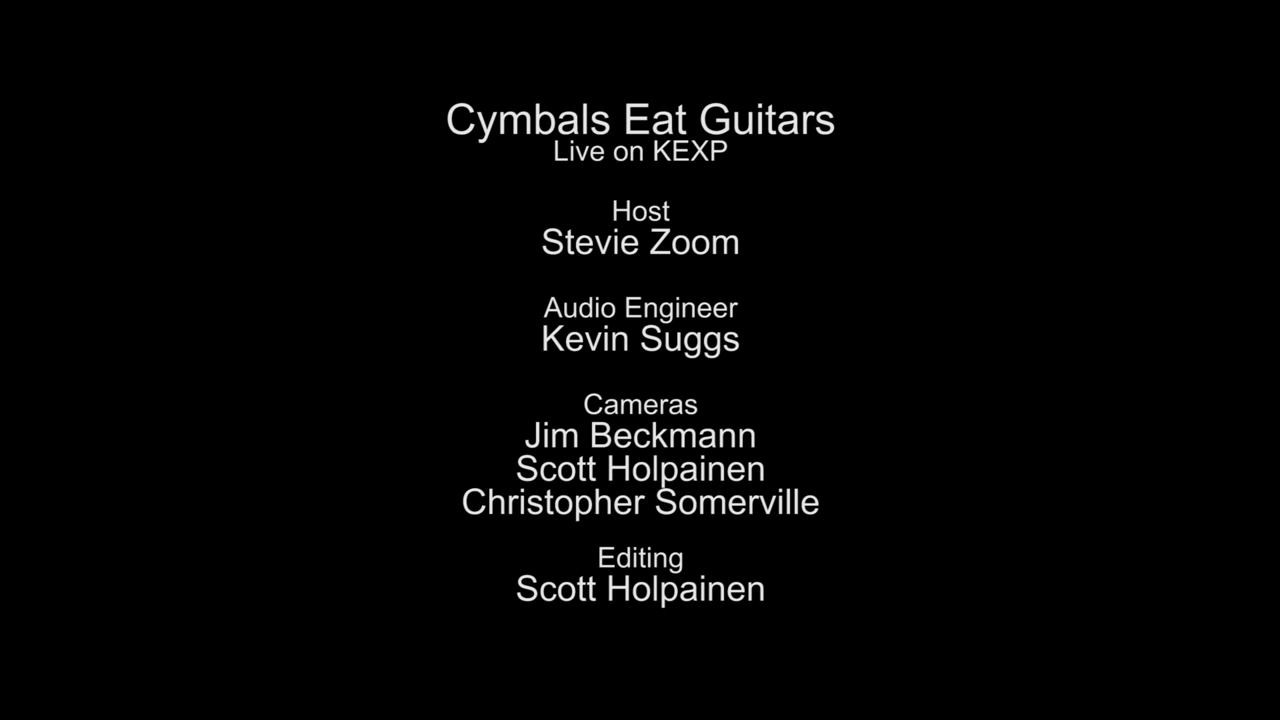 Cymbals Eat Guitars
Live on KEXP
Host
Stevie Zoom
Audio Engineer
Kevin Suggs
Cameras
Jim Beckmann
Scott Holpainen
Christopher Somerville
Editing
Scott Holpainen